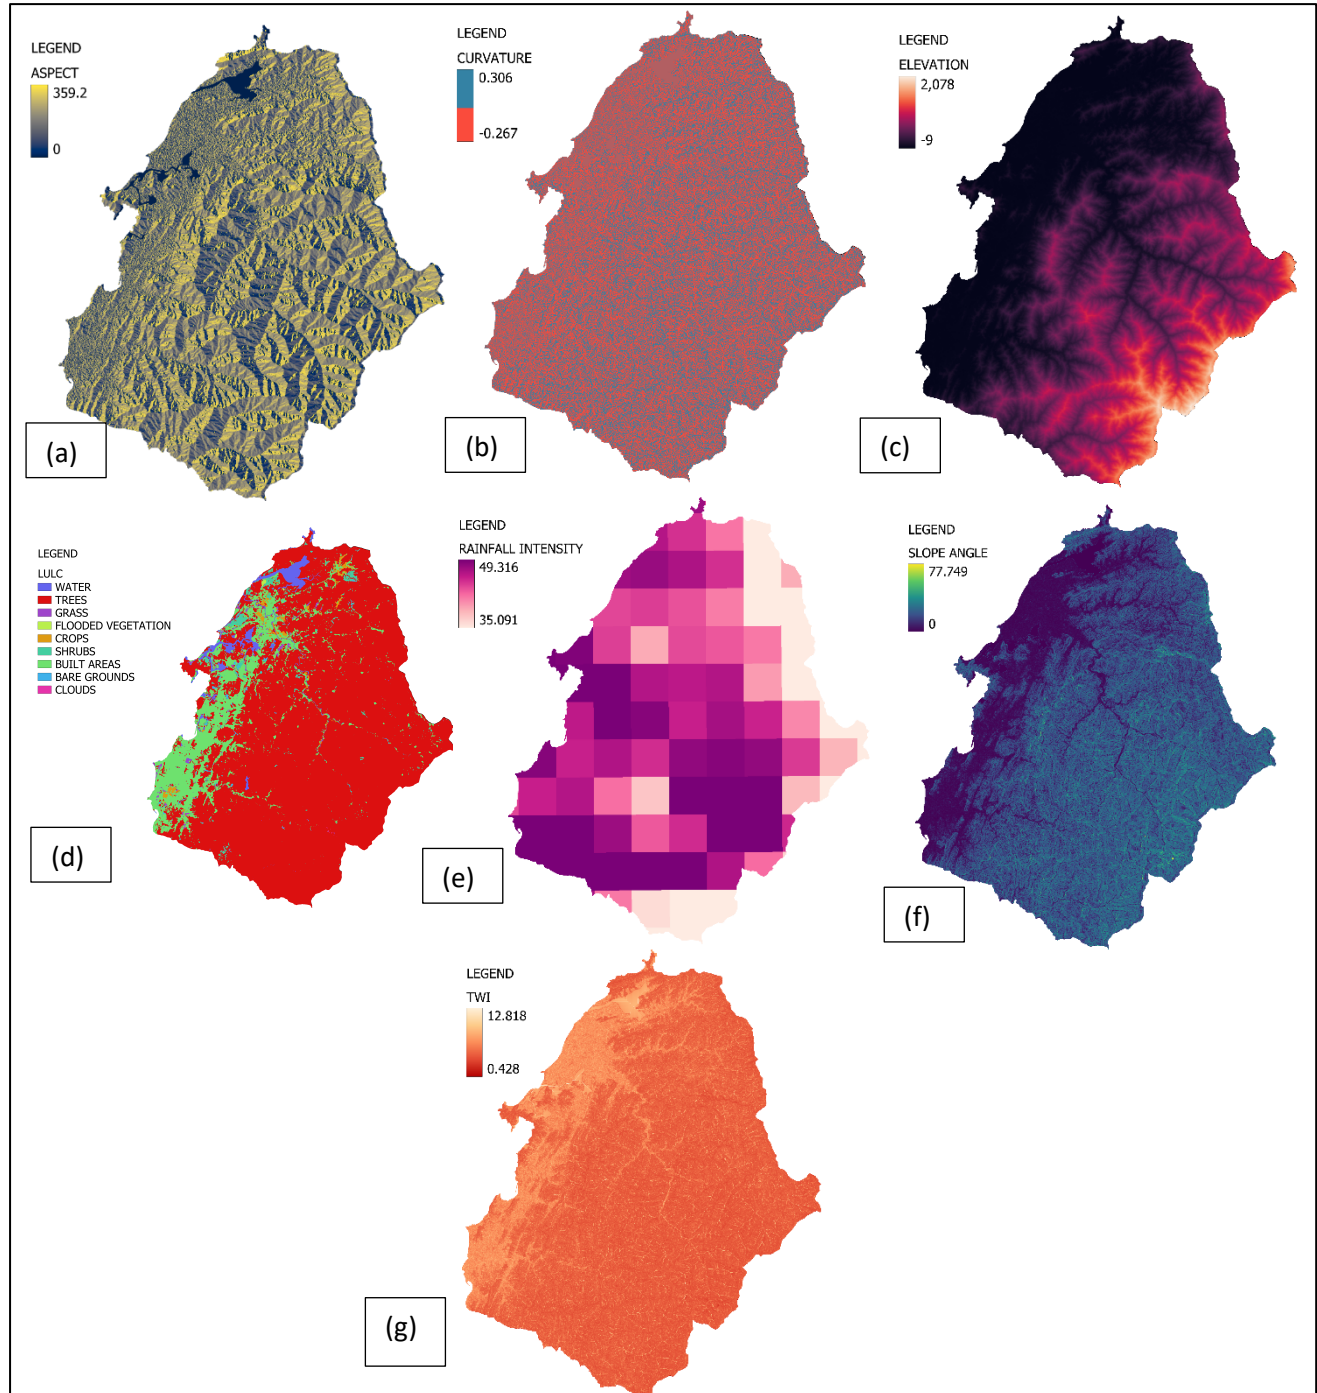 LEGEND
ASPECT
359.2
0
(a)
LEGEND
CURVATURE
0.306
-0.267
(b)
LEGEND
ELEVATION
2,078
-9
(c)
LEGEND
LULC
WATER
TREES
GRASS
FLOODED VEGETATION
CROPS
SHRUBS
BUILT AREAS
BARE GROUNDS
CLOUDS
(d)
LEGEND
RAINFALL INTENSITY
49.316
35.091
(e)
LEGEND
SLOPE ANGLE
77.749
0
(f)
LEGEND
TWI
12.818
0.428
(g)